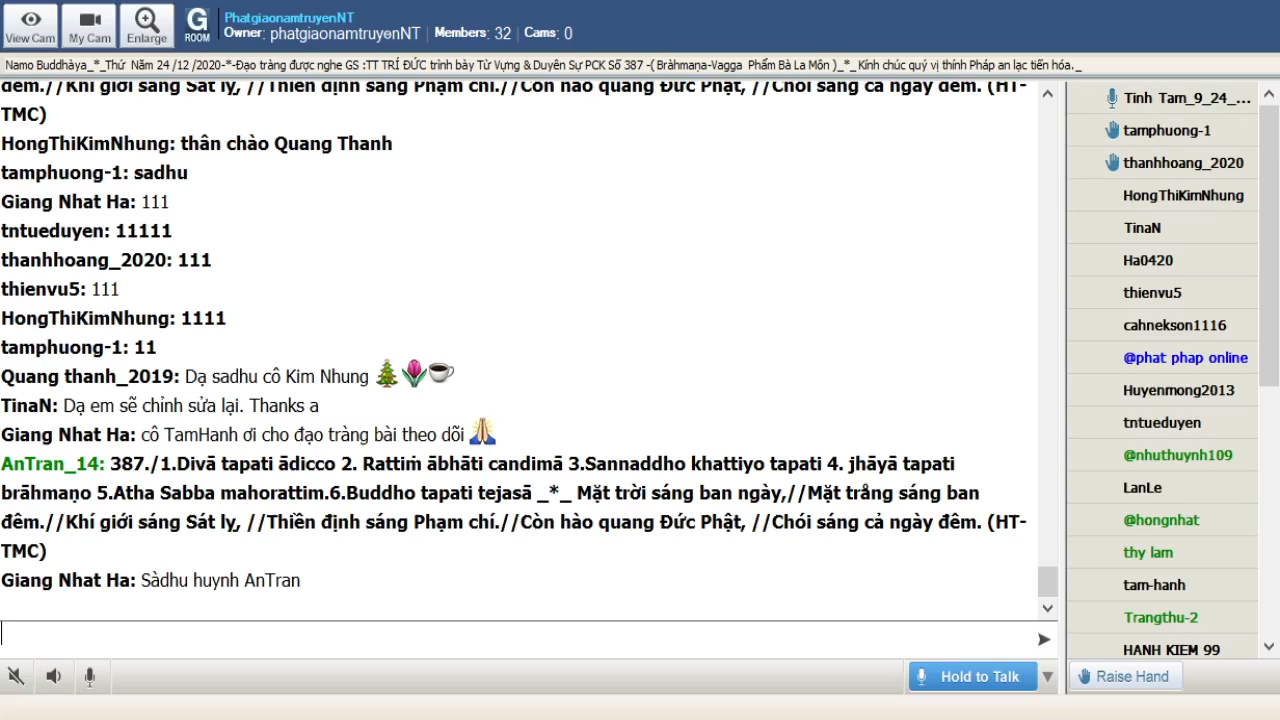 View Cam
My Cam
Enlarge
G
ROOM
PhatgiaonamtruyenNT
Owner: phatgiaonamtruyenNT | Members: 32 | Cams: 0
Namo Buddhàya_*_Thứ Năm 24 /12 /2020-*-Đạo tràng được nghe GS :TT TRÍ ĐỨC trình bày Từ Vựng & Duyên Sự PCK Số 387 -( Bràhmaṇa-Vagga Phẩm Bà La Môn )_*_ Kính chúc quý vị thính Pháp an lạc tiến hóa._
đêm.//Khí giới sáng Sát lỵ, //Thiền định sáng Phạm chí.//Còn hào quang Đức Phật, //Chói sáng cả ngày đêm. (HT-
TMC)
HongThiKimNhung: thân chào Quang Thanh
tamphuong-1: sadhu
Giang Nhat Ha: 111
tntueduyen: 11111
thanhhoang_2020: 111
thienvu5: 111
HongThiKimNhung: 1111
tamphuong-1: 11
Quang thanh_2019: Dạ sadhu cô Kim Nhung
TinaN: Dạ em sẽ chỉnh sửa lại. Thanks a
Giang Nhat Ha: cô TamHanh ơi cho đạo tràng bài theo dõi
AnTran_14: 387./1.Divā tapati ādicco 2. Rattiṁ ābhāti candimā 3.Sannaddho khattiyo tapati 4. jhāyā tapati
brāhmaṇo 5.Atha Sabba mahorattim.6.Buddho tapati tejasā _*_ Mặt trời sáng ban ngày,//Mặt trăng sáng ban
đêm.//Khí giới sáng Sát lỵ, //Thiền định sáng Phạm chí.//Còn hào quang Đức Phật, //Chói sáng cả ngày đêm. (HT-
TMC)
Giang Nhat Ha: Sàdhu huynh AnTran
Hold to Talk
Tinh Tam_9_24_...
tamphuong-1
thanhhoang_2020
HongThiKimNhung
TinaN
Ha0420
thienvu5
cahnekson1116
@phat phap online
Huyenmong2013
tntueduyen
@nhuthuynh109
LanLe
@hongnhat
thy lam
tam-hanh
Trangthu-2
HANH KIEM 99
Raise Hand